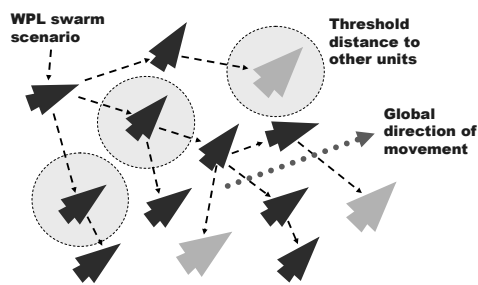 WPL swarm
scenario
Threshold
distance to
other units
Global
direction of
movement